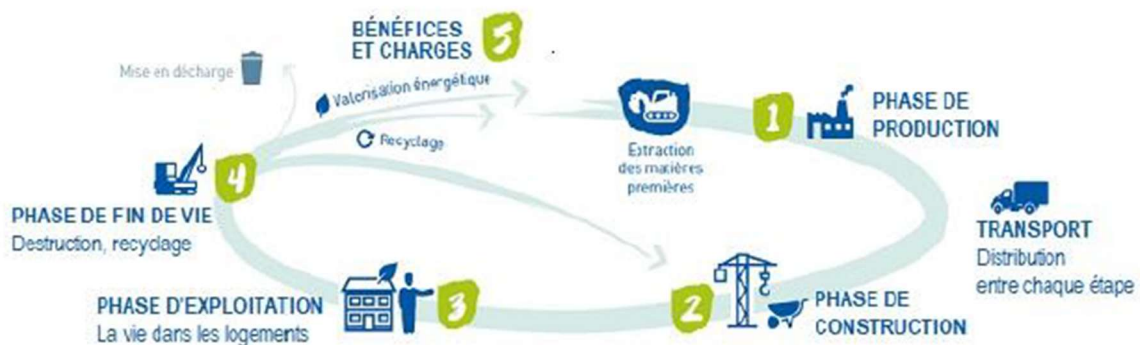 BÉNÉFICES
ET CHARGES
5
Mise en décharge
Valorisation énergétique
Recyclage
Extraction
des matières
premières
1
PHASE DE
PRODUCTION
4
PHASE DE FIN DE VIE
Destruction, recyclage
TRANSPORT
Distribution
entre chaque étape
PHASE D'EXPLOITATION
La vie dans les logements
3
2
PHASE DE
CONSTRUCTION